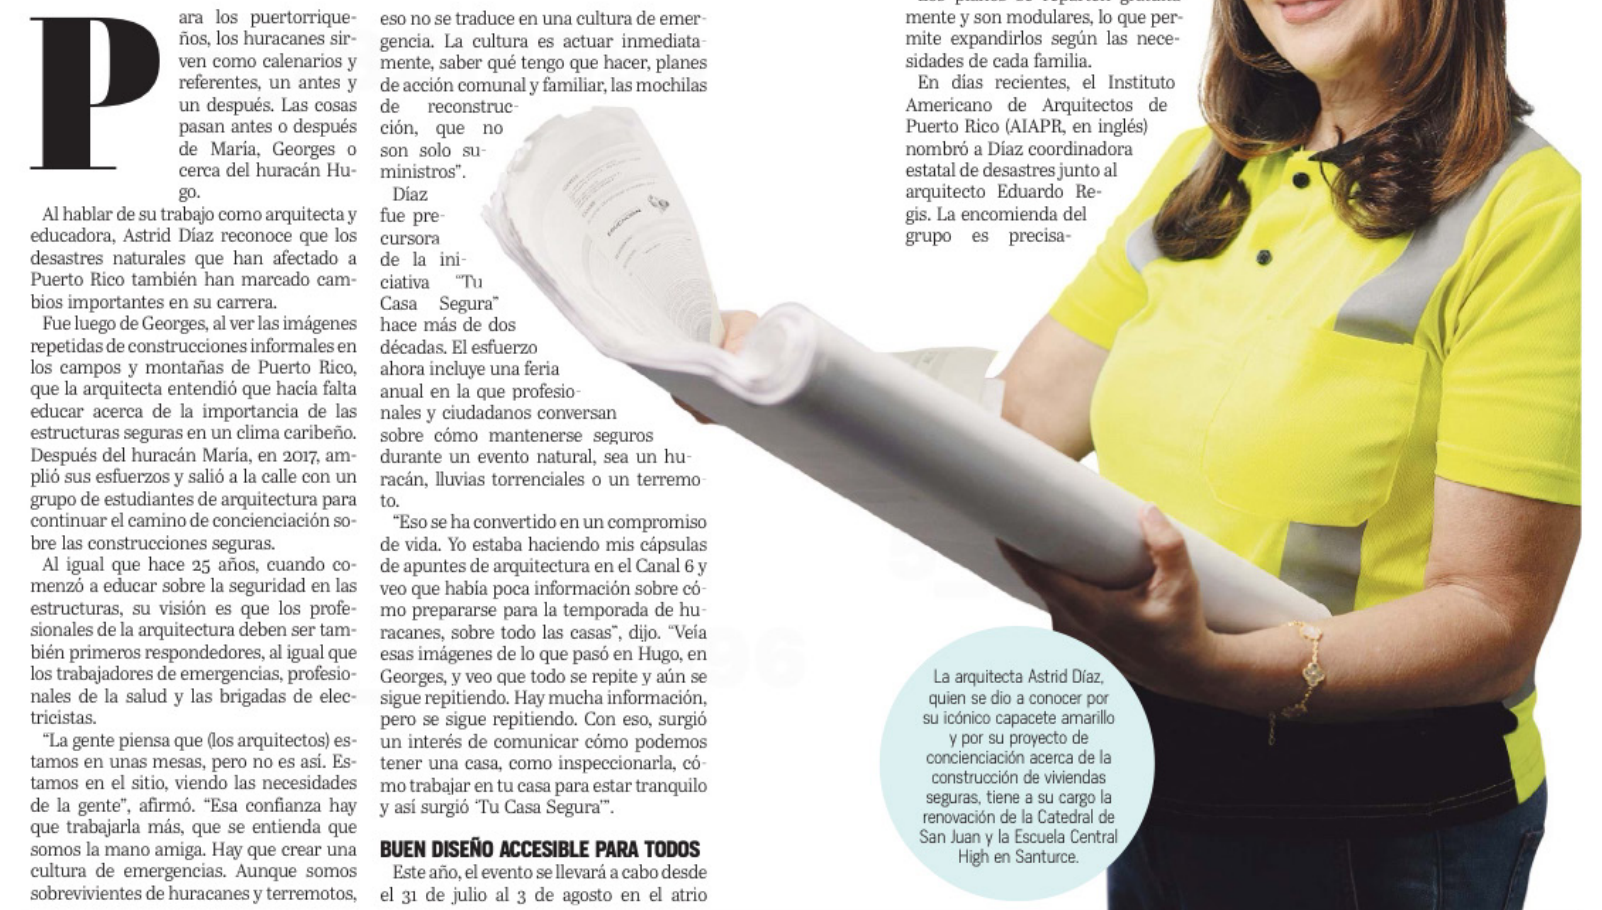 Para los puertorrique-
ños, los huracanes sir-
ven como calenarios y
referentes, un antes y
un después. Las cosas
pasan antes o después
de María, Georges o
cerca del huracán Hu-
go.
Al hablar de su trabajo como arquitecta y
educadora, Astrid Díaz reconoce que los
desastres naturales que han afectado a
Puerto Rico también han marcado cam-
bios importantes en su carrera.
Fue luego de Georges, al ver las imágenes
repetidas de construcciones informales en
los campos y montañas de Puerto Rico,
que la arquitecta entendió que hacía falta
educar acerca de la importancia de las
estructuras seguras en un clima caribeño.
Después del huracán María, en 2017, am-
plió sus esfuerzos y salió a la calle con un
grupo de estudiantes de arquitectura para
continuar el camino de concienciación so-
bre las construcciones seguras.
Al igual que hace 25 años, cuando co-
menzó a educar sobre la seguridad en las
estructuras, su visión es que los profe-
sionales de la arquitectura deben ser tam-
bién primeros respondedores, al igual que
los trabajadores de emergencias, profesio-
nales de la salud y las brigadas de elec-
tricistas.
“La gente piensa que (los arquitectos) es-
tamos en unas mesas, pero no es así. Es-
tamos en el sitio, viendo las necesidades
de la gente”, afirmó. “Esa confianza hay
que trabajarla más, que se entienda que
somos la mano amiga. Hay que crear una
cultura de emergencias. Aunque somos
sobrevivientes de huracanes y terremotos,
eso no se traduce en una cultura de emer-
gencia. La cultura es actuar inmediata-
mente, saber qué tengo que hacer, planes
de acción comunal y familiar, las mochilas
de reconstruc-
ción, que no
son solo su-
ministros”.
Díaz
fue pre-
cursora
de la ini-
ciativa “Tu
Casa Segura”
hace más de dos
décadas. El esfuerzo
ahora incluye una feria
anual en la que profesio-
nales y ciudadanos conversan
sobre cómo mantenerse seguros
durante un evento natural, sea un hu-
racán, lluvias torrenciales o un terremo-
to.
“Eso se ha convertido en un compromiso
de vida. Yo estaba haciendo mis cápsulas
de apuntes de arquitectura en el Canal 6 y
veo que había poca información sobre có-
mo prepararse para la temporada de hu-
racanes, sobre todo las casas”, dijo. “Veía
esas imágenes de lo que pasó en Hugo, en
Georges, y veo que todo se repite y aún se
sigue repitiendo. Hay mucha información,
pero se sigue repitiendo. Con eso, surgió
un interés de comunicar cómo podemos
tener una casa, como inspeccionarla, có-
mo trabajar en tu casa para estar tranquilo
y así surgió ‘Tu Casa Segura’”.
BUEN DISEÑO ACCESIBLE PARA TODOS
Este año, el evento se llevará a cabo desde
el 31 de julio al 3 de agosto en el atrio
mente y son modulares, lo que per-
mite expandirlos según las nece-
sidades de cada familia.
En días recientes, el Instituto
Americano de Arquitectos de
Puerto Rico (AIAPR, en inglés)
nombró a Díaz coordinadora
estatal de desastres junto al
arquitecto Eduardo Re-
gis. La encomienda del
grupo es precisa-
La arquitecta Astrid Díaz,
quien se dio a conocer por
su icónico capacete amarillo
y por su proyecto de
concienciación acerca de la
construcción de viviendas
seguras, tiene a su cargo la
renovación de la Catedral de
San Juan y la Escuela Central
High en Santurce.